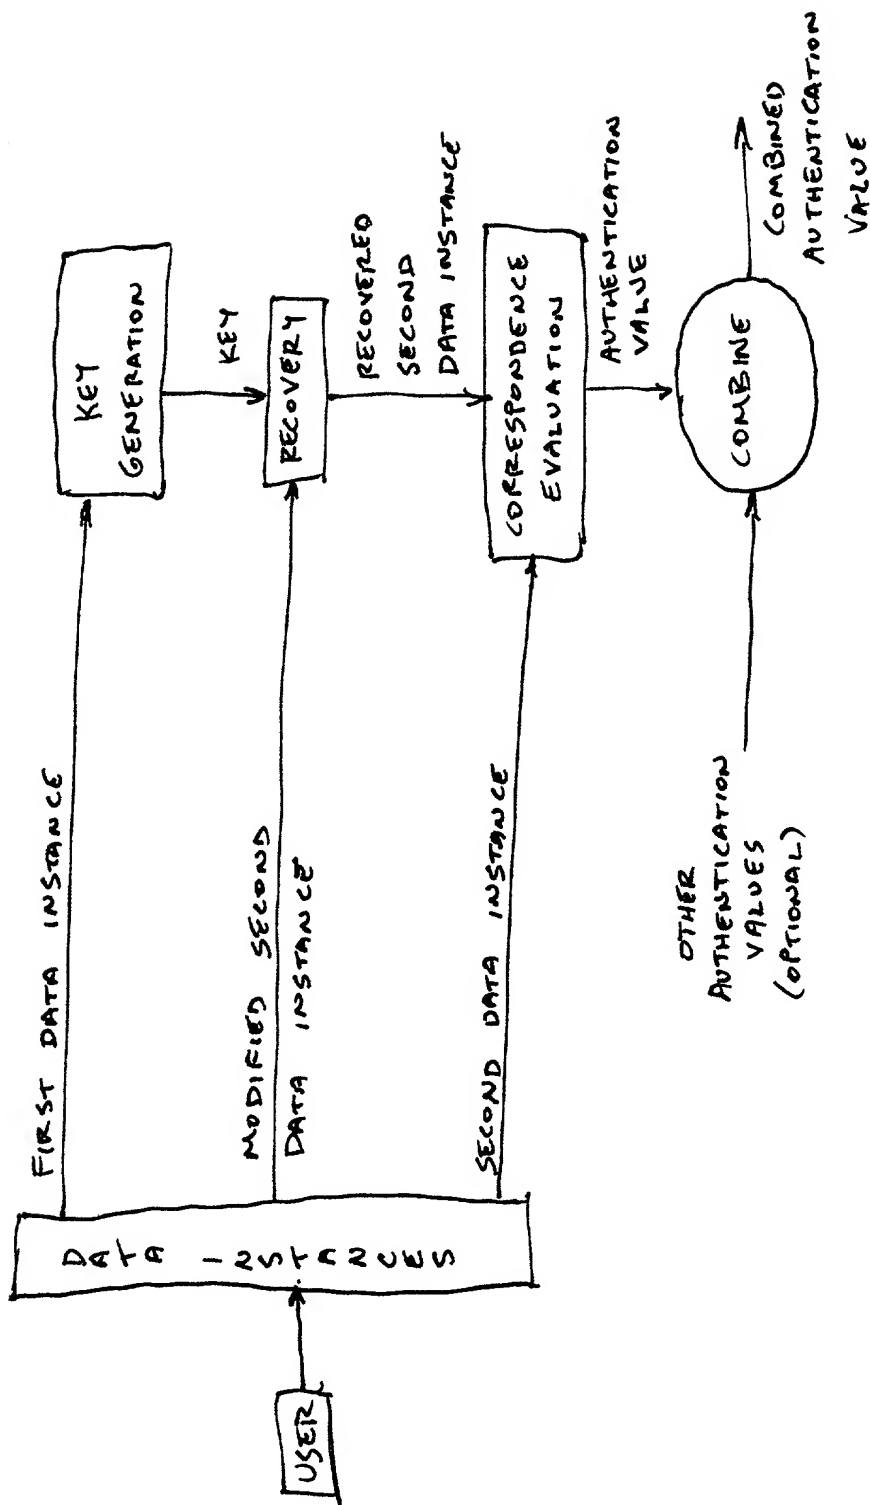 USER
DATA INSTANCES
FIRST DATA INSTANCE
KEY
GENERATION
KEY
MODIFIED SECOND
DATA INSTANCE
RECOVERY
RECOVERED
SECOND
DATA INSTANCE
SECOND DATA INSTANCE
CORRESPONDENCE
EVALUATION
AUTHENTICATION
VALUE
OTHER
AUTHENTICATION
VALUES
(OPTIONAL)
COMBINE
COMBINED
AUTHENTICATION
VALUE